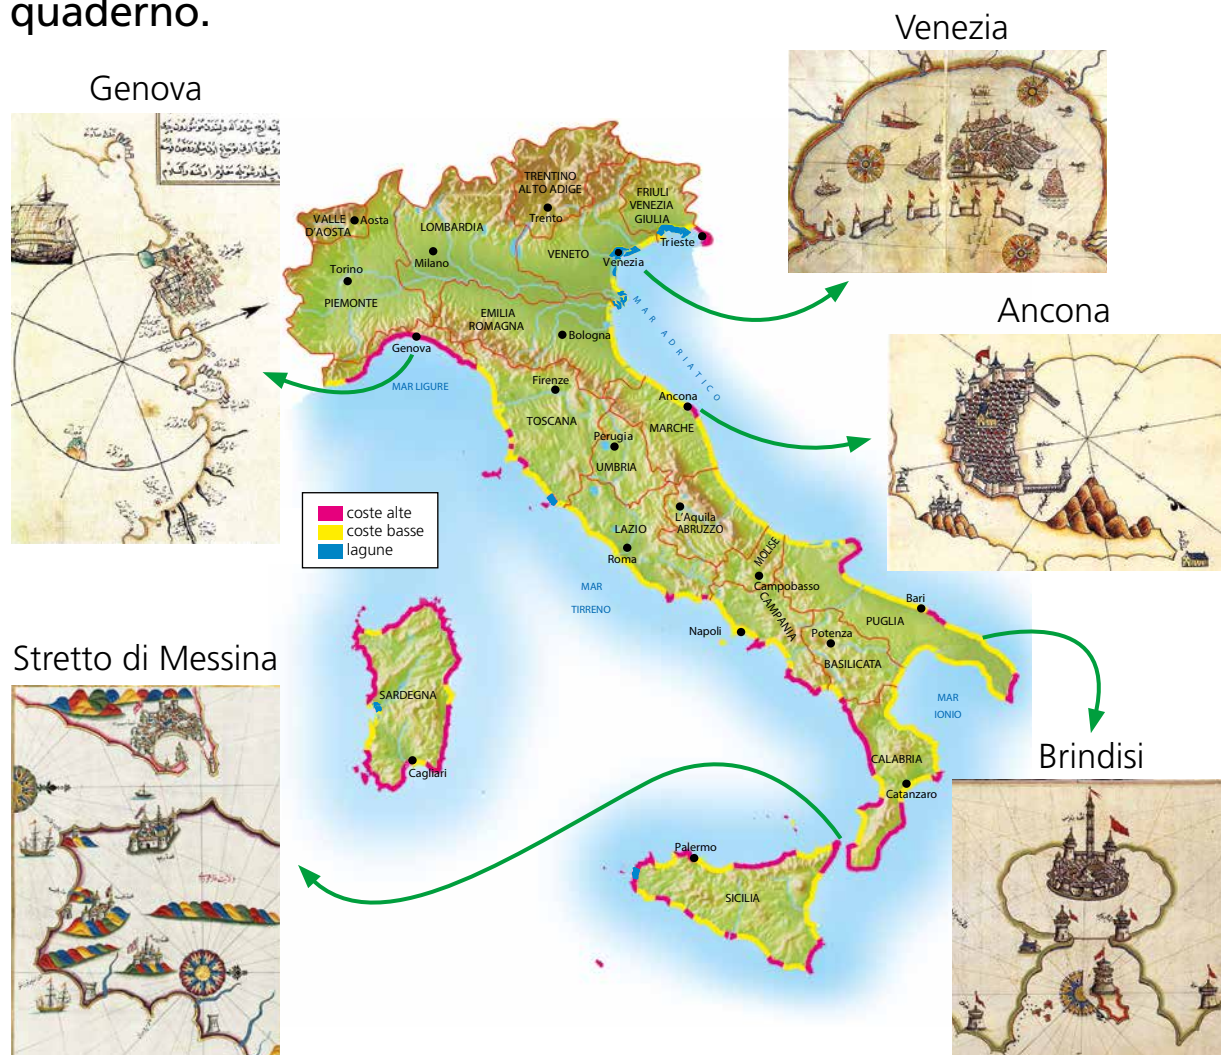 quaderno.
Venezia
Genova
Ancona
Stretto di Messina
Brindisi
TRENTINO
ALTO ADIGE
Trento
FRIULI
VENEZIA
GIULIA
Trieste
VALLE
D'AOSTA
Aosta
LOMBARDIA
Milano
VENETO
Venezia
Torino
PIEMONTE
EMILIA
ROMAGNA
Bologna
Genova
MAR LIGURE
MAR ADRIATICO
Firenze
TOSCANA
Ancona
MARCHE
Perugia
UMBRIA
coste alte
coste basse
lagune
L'Aquila
ABRUZZO
LAZIO
Roma
MOLISE
Campobasso
CAMPANIA
MAR
TIRRENO
Napoli
Bari
PUGLIA
Potenza
BASILICATA
MAR
IONIO
SARDEGNA
Cagliari
CALABRIA
Catanzaro
Palermo
SICILIA